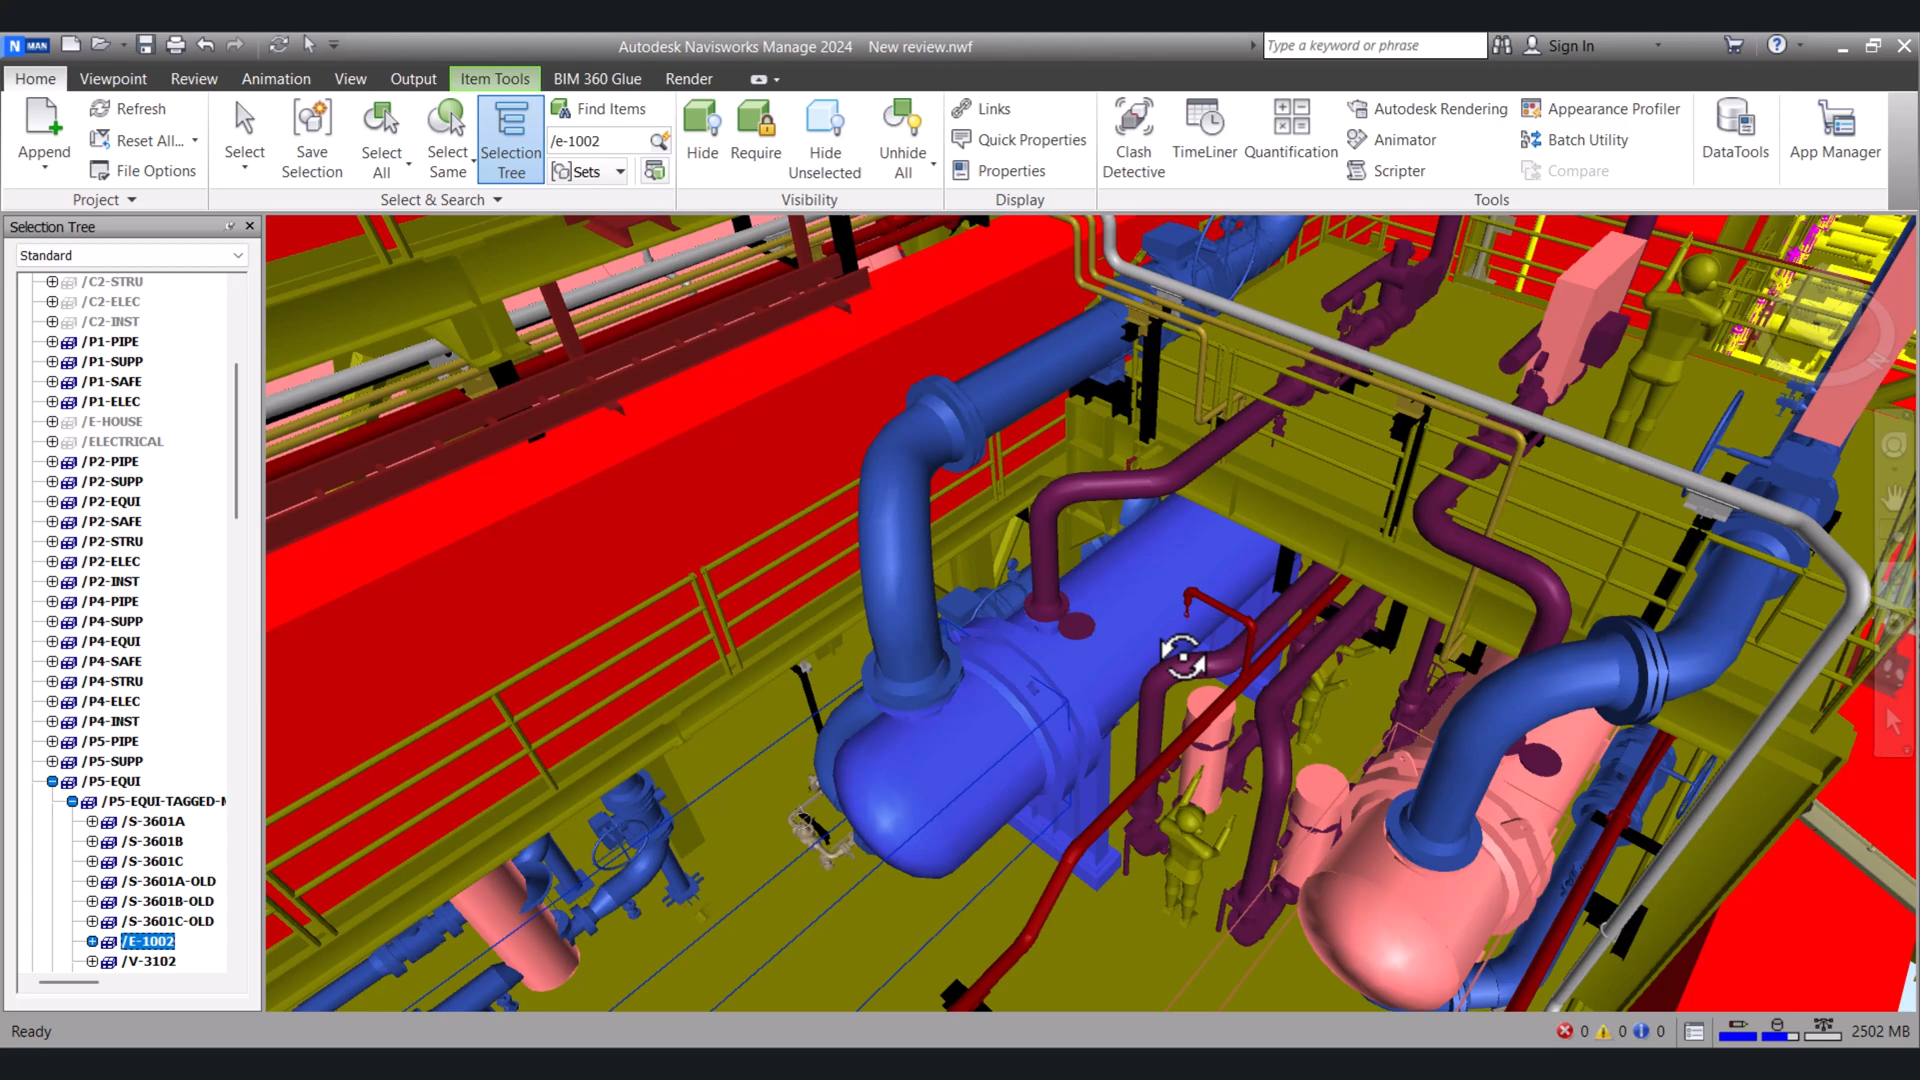 N MAN
Autodesk Navisworks Manage 2024 New review.nwf
Type a keyword or phrase
Sign In
Home Viewpoint Review Animation View Output Item Tools BIM 360 Glue Render
Append
Refresh
Reset All...
File Options
Project
Select
Save Selection
Select All
Select Same
Selection Tree
Find Items
/e-1002
Sets
Select & Search
Hide
Require
Hide Unselected
Unhide All
Visibility
Links
Quick Properties
Properties
Display
Clash Detective
TimeLiner
Quantification
Autodesk Rendering
Animator
Scripter
Appearance Profiler
Batch Utility
Compare
Tools
DataTools
App Manager
Selection Tree
Standard
/C2-STRU
/C2-ELEC
/C2-INST
/P1-PIPE
/P1-SUPP
/P1-SAFE
/P1-ELEC
/E-HOUSE
/ELECTRICAL
/P2-PIPE
/P2-SUPP
/P2-EQUI
/P2-SAFE
/P2-STRU
/P2-ELEC
/P2-INST
/P4-PIPE
/P4-SUPP
/P4-EQUI
/P4-SAFE
/P4-STRU
/P4-ELEC
/P4-INST
/P5-PIPE
/P5-SUPP
/P5-EQUI
/P5-EQUI-TAGGED-
/S-3601A
/S-3601B
/S-3601C
/S-3601A-OLD
/S-3601B-OLD
/S-3601C-OLD
/E-1002
/V-3102
Ready
0 0 0 2502 MB